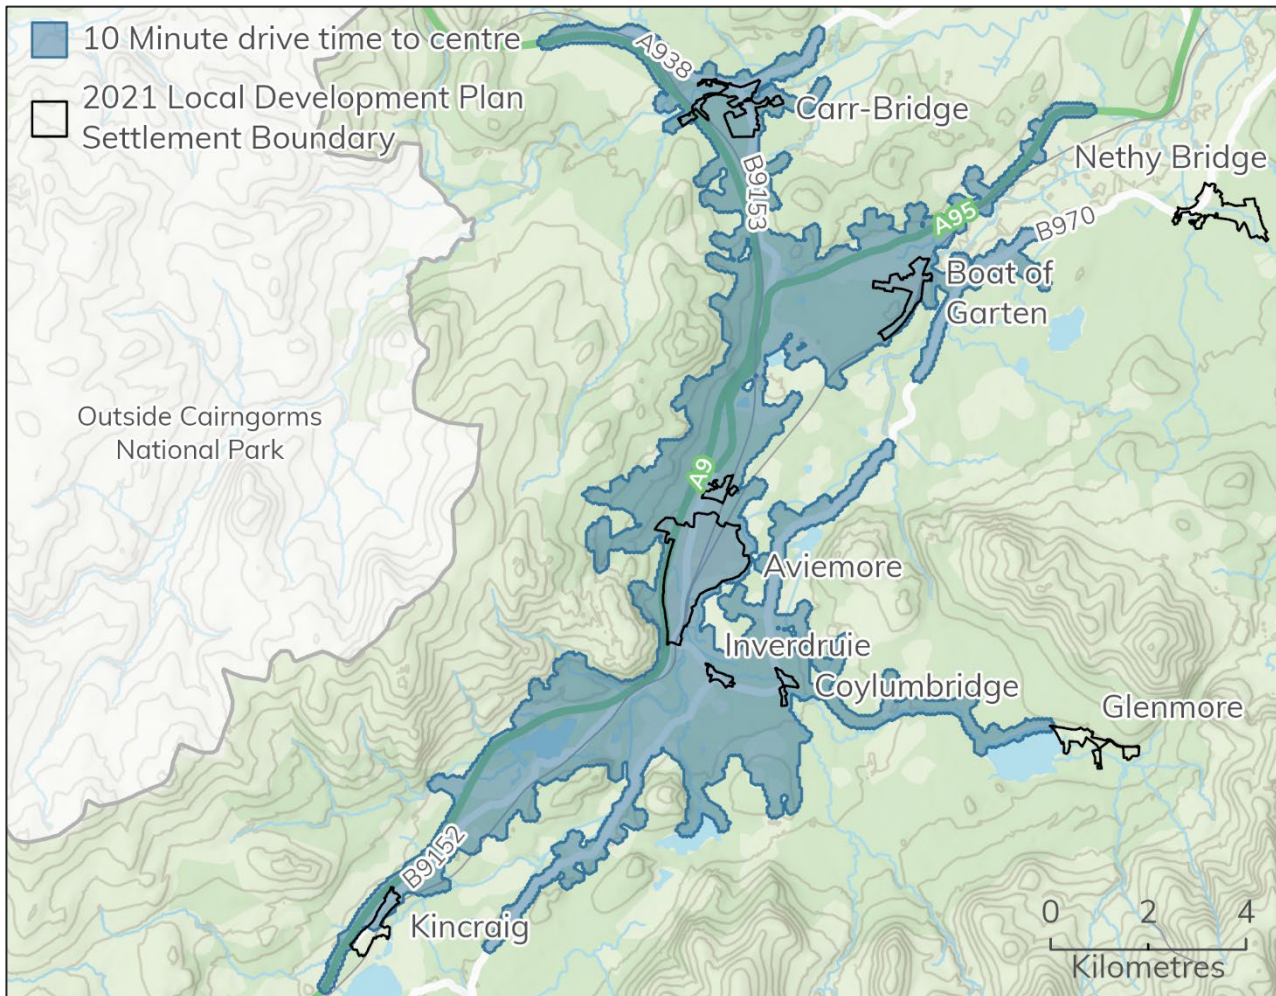 10 Minute drive time to centre
2021 Local Development Plan
Settlement Boundary
A938
Carr-Bridge
B9153
Nethy Bridge
A95
B970
Boat of
Garten
Outside Cairngorms
National Park
A9
Aviemore
Inverdruie
Coylumbridge
Glenmore
B9152
Kincraig
0 2 4
Kilometres